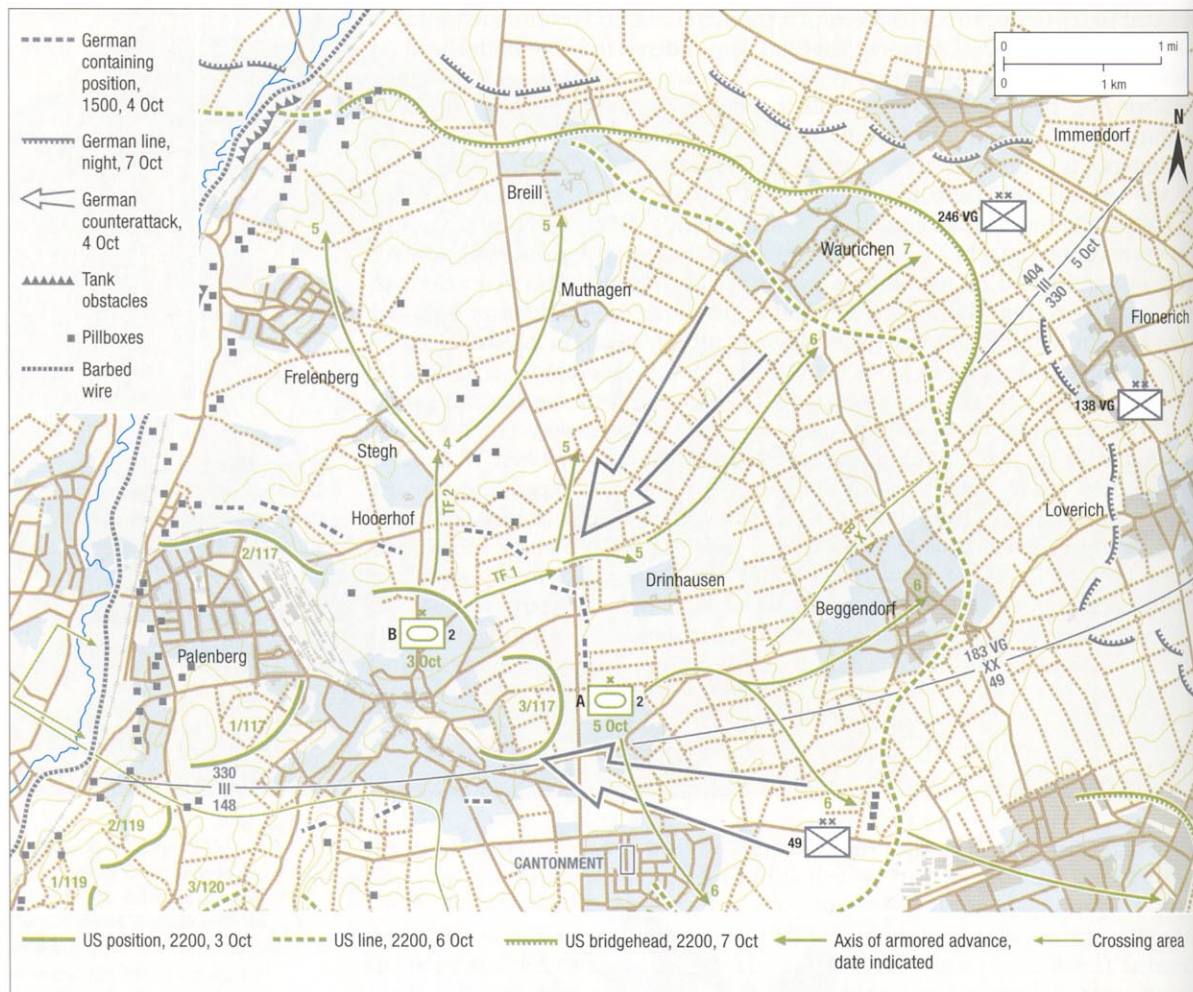 German
containing
position,
1500, 4 Oct
German line,
night, 7 Oct
German
counterattack,
4 Oct
Tank
obstacles
Pillboxes
Barbed
wire
0 1 mi
0 1 km
N
Immendorf
Breill
5
5
246 VG
XX
Waurichen
7
404
III
330
5 Oct
Flonerich
Muthagen
6
Frelenberg
138 VG
XX
Stegh
4
5
Loverich
Hooerhof
TF 2
2/117
TF 1
5
Drinhausen
B X A
Beggendorf
6
B
X
2
3 Oct
Palenberg
183 VG
XX
49
A
X
2
5 Oct
3/117
1/117
330
III
148
6
49
XX
2/119
CANTONMENT
1/119
3/120
6
US position, 2200, 3 Oct
US line, 2200, 6 Oct
US bridgehead, 2200, 7 Oct
Axis of armored advance,
date indicated
Crossing area